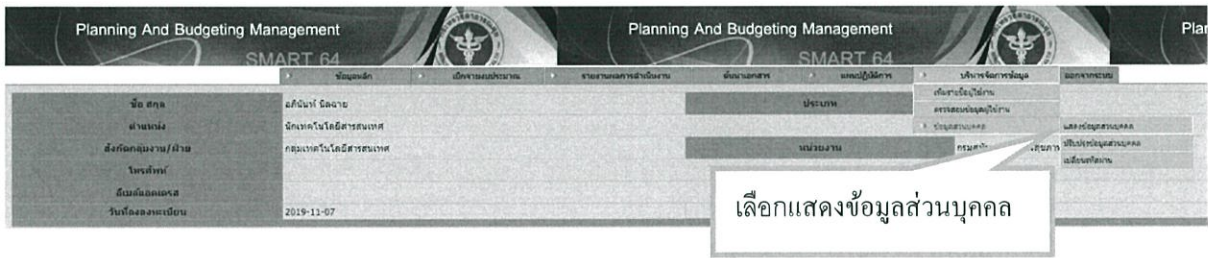 Planning And Budgeting Management Planning And Budgeting Management Plan
SMART 64 SMART 64
ข้อมูลหลัก เบิกจ่ายงบประมาณ รายงานผลการดำเนินงาน ค้นหาเอกสาร แผนปฏิบัติการ บริหารจัดการข้อมูล ออกจากระบบ
เพิ่มรายชื่อผู้ใช้งาน
ชื่อ สกุล อภินันท์ นิลฉาย ประเภท
ตรวจสอบข้อมูลผู้ใช้งาน
ตำแหน่ง นักเทคโนโลยีสารสนเทศ ข้อมูลส่วนบุคคล แสดงข้อมูลส่วนบุคคล
สังกัดกลุ่มงาน/ฝ่าย กลุ่มเทคโนโลยีสารสนเทศ หน่วยงาน ปรับปรุงข้อมูลส่วนบุคคล
เปลี่ยนรหัสผ่าน
โทรศัพท์
อีเมล์แอดเดรส
วันที่ลงทะเบียน 2019-11-07
เลือกแสดงข้อมูลส่วนบุคคล